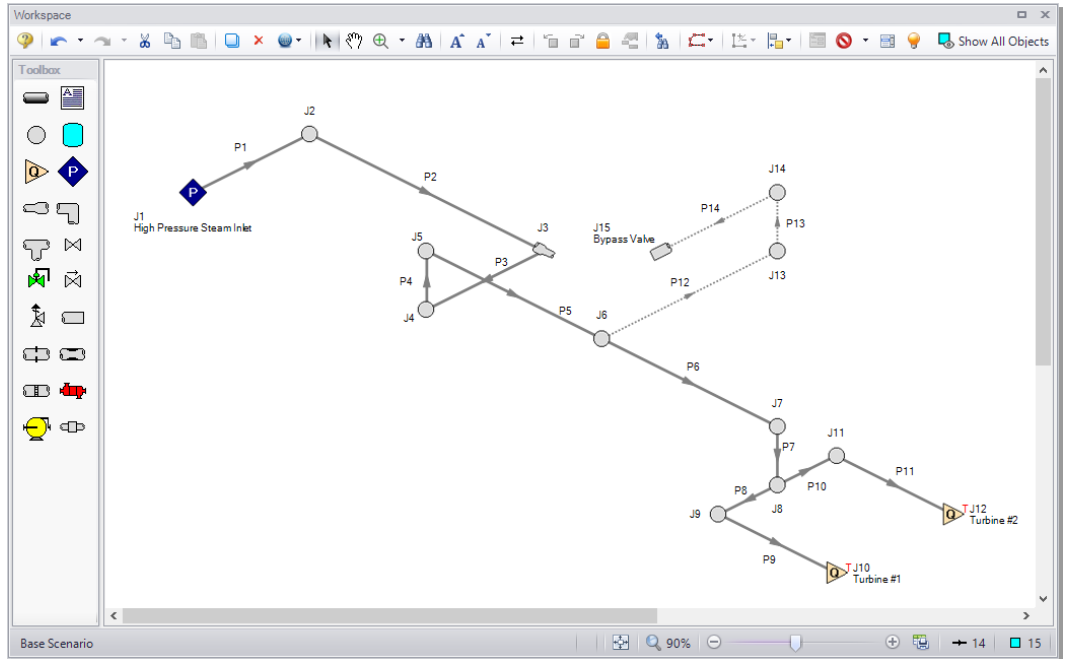 Workspace
Show All Objects
Toolbox
A
Q
P
J2
P1
P
J1
High Pressure Steam Inlet
P2
J14
P14
P13
J15
Bypass Valve
J3
J5
P3
J13
P4
P12
J4
P5
J6
P6
J7
J11
P7
P11
P8
P10
J9
J8
Q
T J12
Turbine #2
P9
Q
T J10
Turbine #1
Base Scenario
90%
14
15